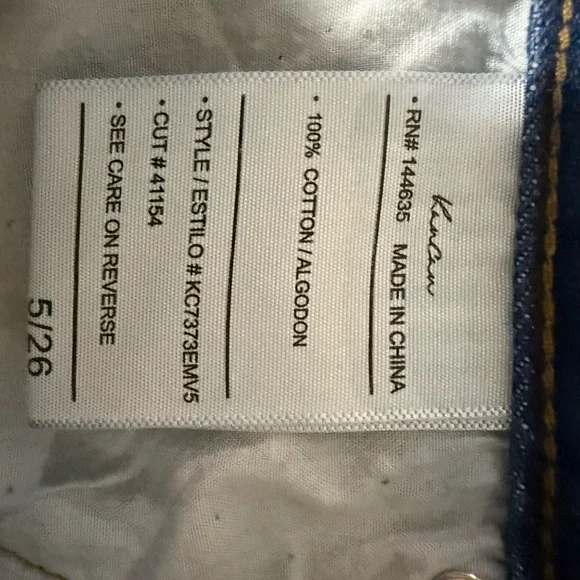 KanCan
• RN# 144635 MADE IN CHINA
• 100% COTTON / ALGODON
• STYLE / ESTILO # KC7373EMV5
• CUT # 41154
• SEE CARE ON REVERSE
5/26